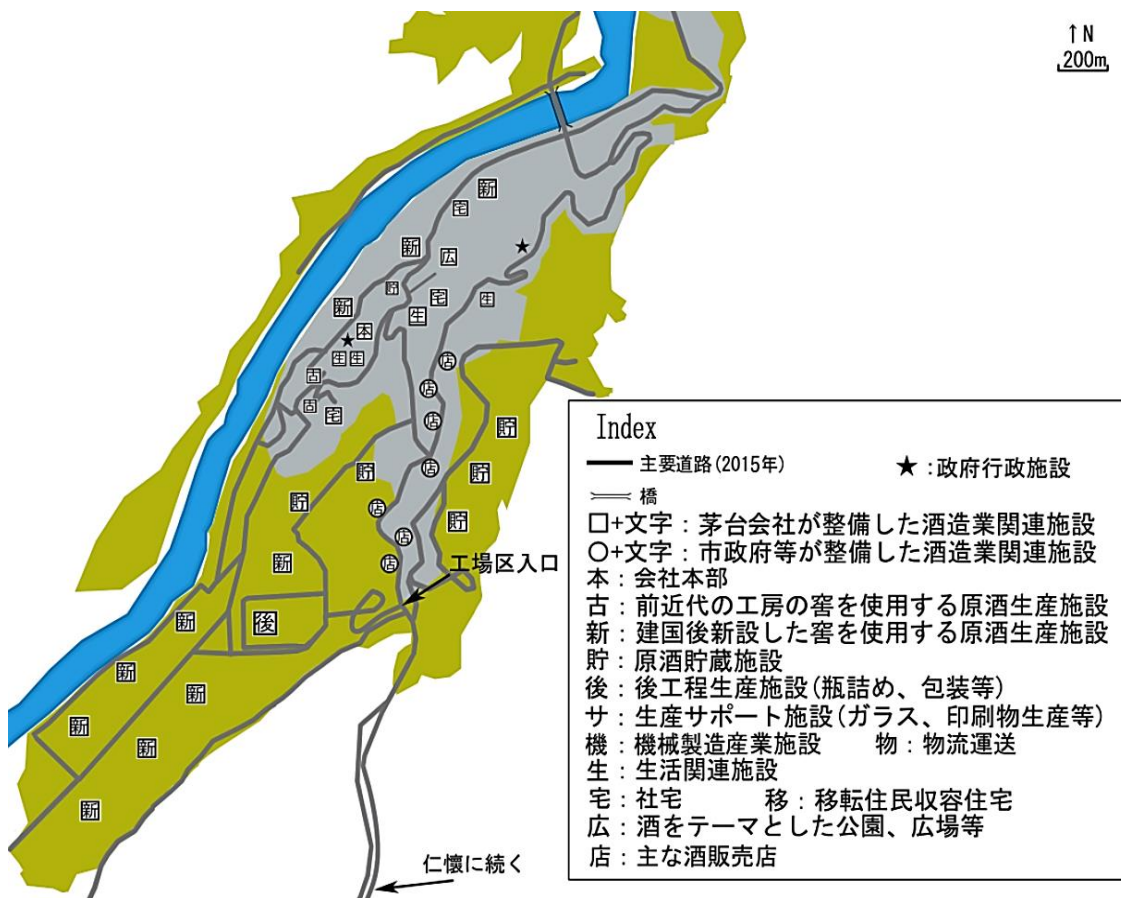 ↑N
200m
新
宅
新
★
広
貯
宅
生
新
生
本
★
生
生
店
古
店
古
宅
店
貯
貯
店
貯
貯
店
貯
店
新
店
工場区入口
新
後
新
新
新
新
新
仁懐に続く
Index
主要道路(2015年)
★:政府行政施設
橋
□+文字:茅台会社が整備した酒造業関連施設
○+文字:市政府等が整備した酒造業関連施設
本:会社本部
古:前近代の工房の窖を使用する原酒生産施設
新:建国後新設した窖を使用する原酒生産施設
貯:原酒貯蔵施設
後:後工程生産施設(瓶詰め、包装等)
サ:生産サポート施設(ガラス、印刷物生産等)
機:機械製造産業施設 物:物流運送
生:生活関連施設
宅:社宅 移:移転住民収容住宅
広:酒をテーマとした公園、広場等
店:主な酒販売店